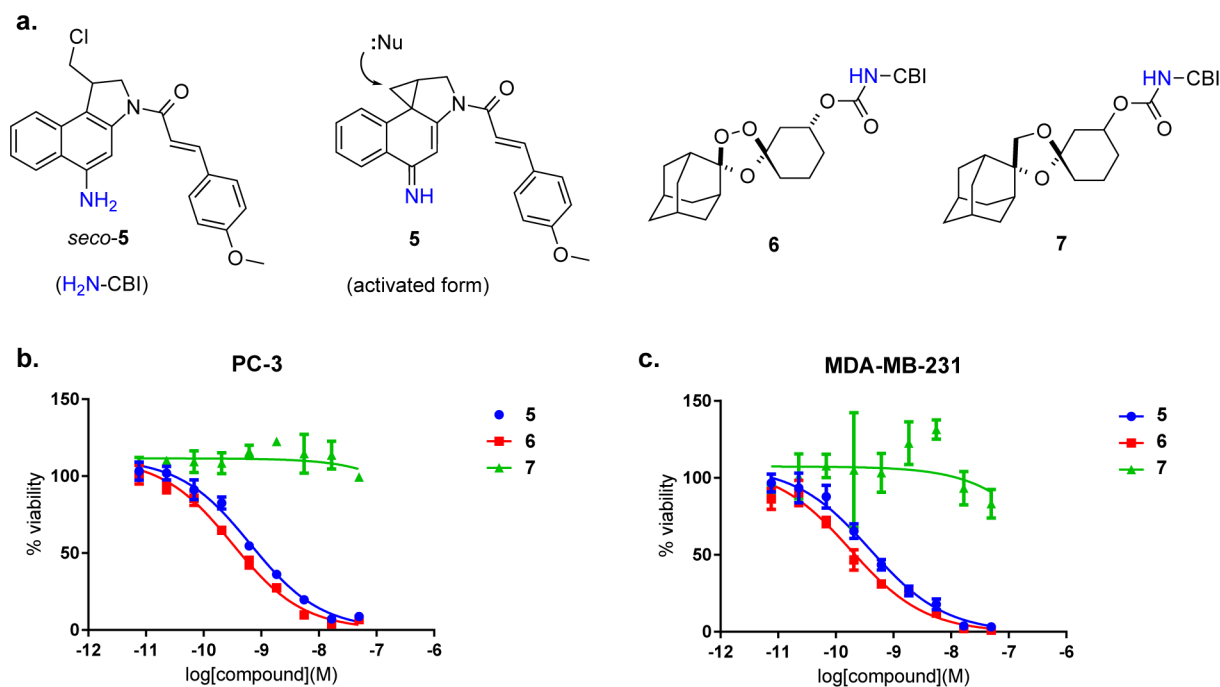 a.
Cl
N
O
NH2
O
seco-5
(H2N-CBI)
:Nu
N
O
NH
O
5
(activated form)
HN–CBI
O
O
O
O
O
6
HN–CBI
O
O
O
O
7
b.
PC-3
150
100
50
0
% viability
-12 -11 -10 -9 -8 -7 -6
log[compound](M)
5
6
7
c.
MDA-MB-231
150
100
50
0
% viability
-12 -11 -10 -9 -8 -7 -6
log[compound](M)
5
6
7